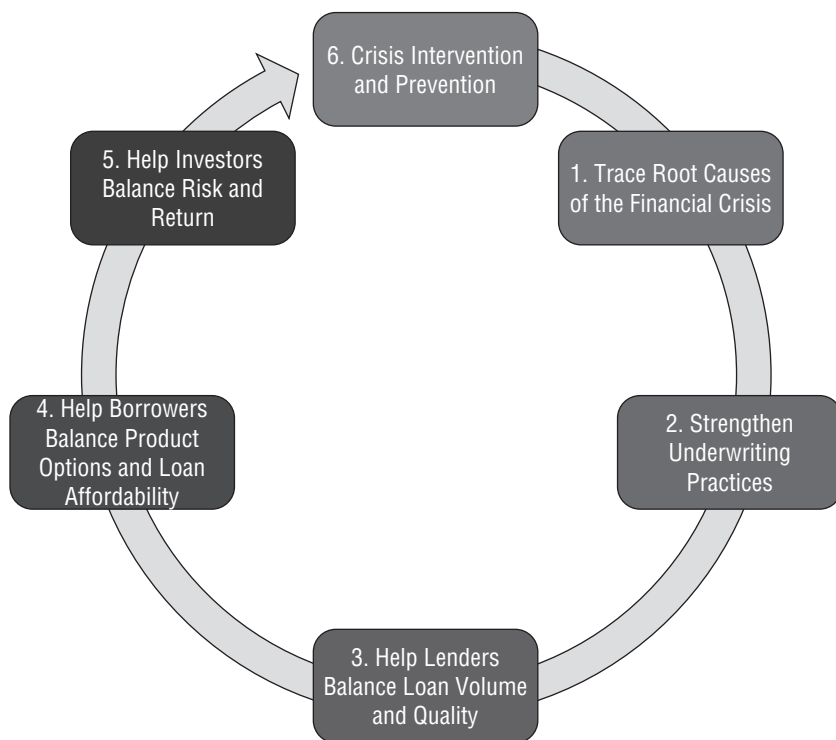 6. Crisis Intervention
and Prevention
1. Trace Root Causes
of the Financial Crisis
2. Strengthen
Underwriting
Practices
3. Help Lenders
Balance Loan Volume
and Quality
4. Help Borrowers
Balance Product
Options and Loan
Affordability
5. Help Investors
Balance Risk and
Return